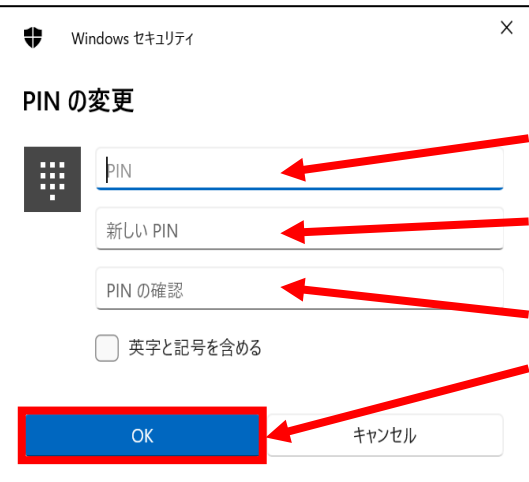 Windows セキュリティ
PIN の変更
PIN
新しい PIN
PIN の確認
英字と記号を含める
OK
キャンセル